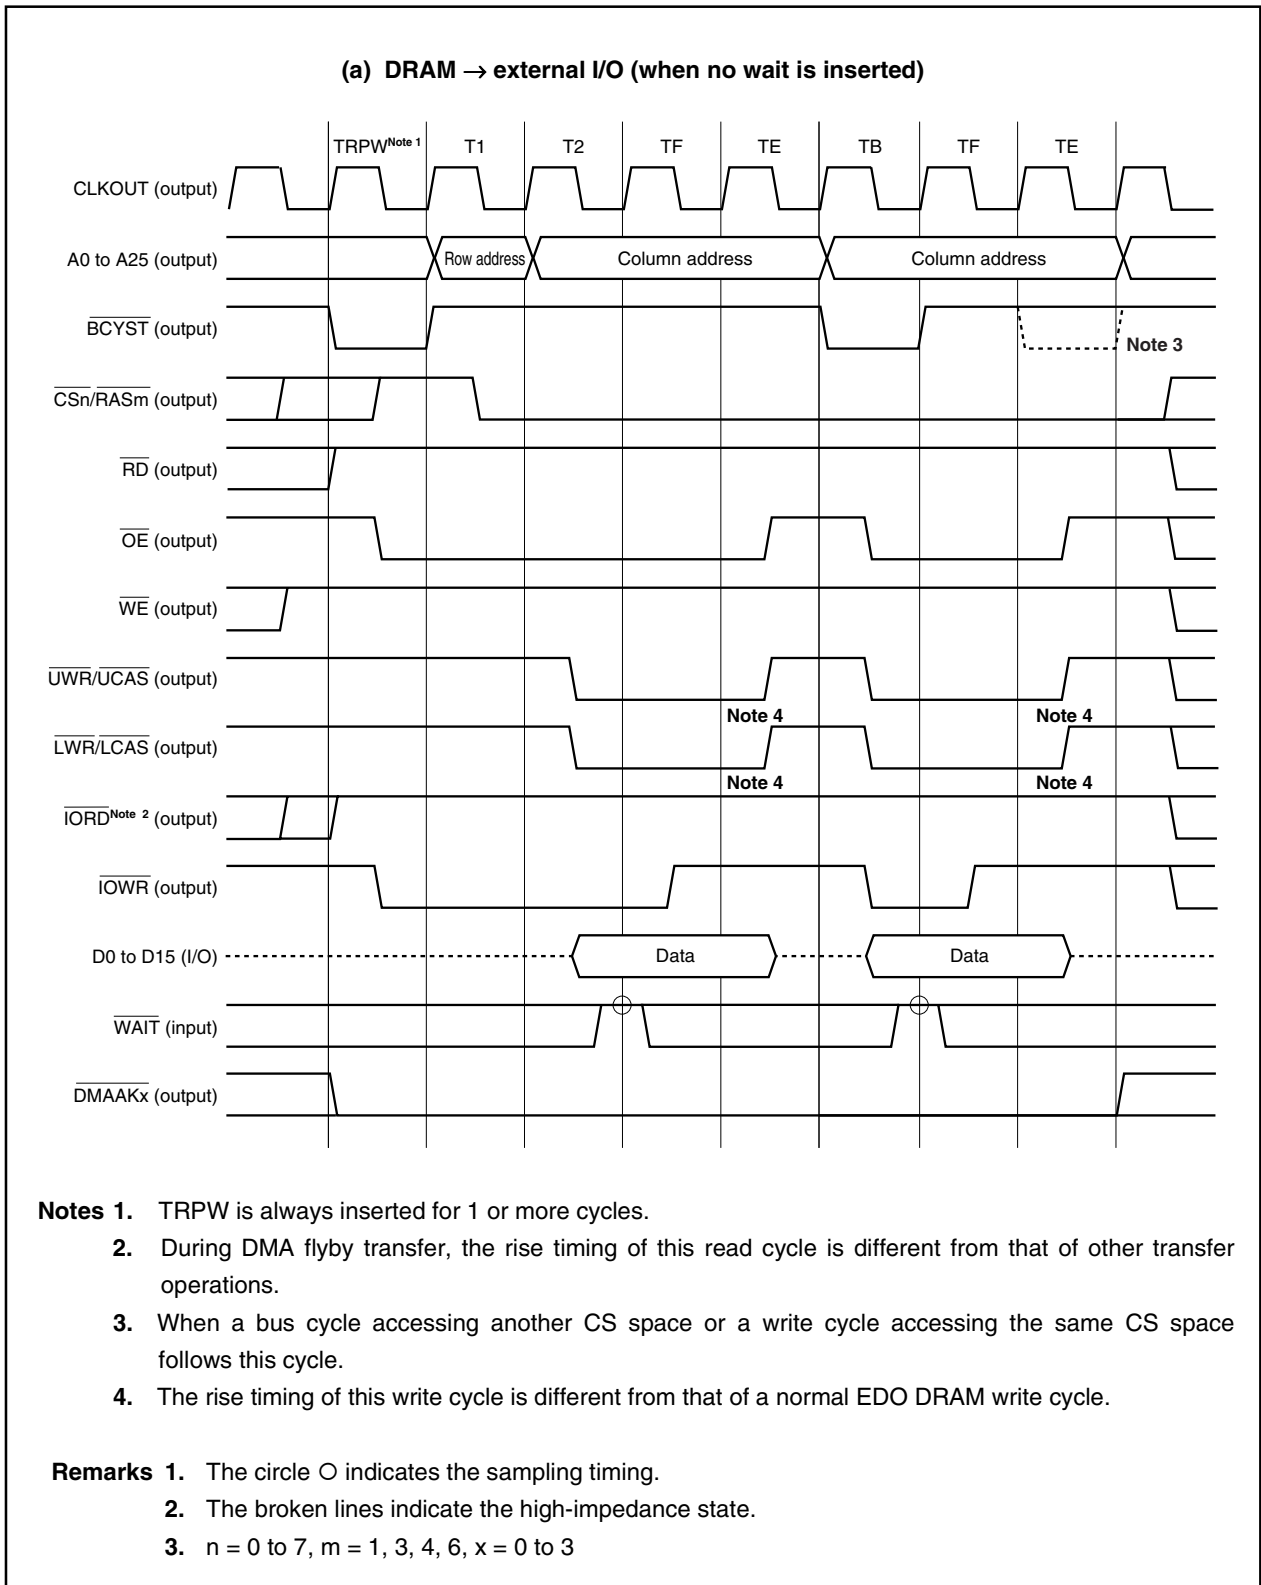 (a) DRAM → external I/O (when no wait is inserted)
TRPW Note 1 T1 T2 TF TE TB TF TE
CLKOUT (output)
A0 to A25 (output) Row address Column address Column address
BCYST (output) Note 3
CSn/RASm (output)
RD (output)
OE (output)
WE (output)
UWR/UCAS (output)
Note 4 Note 4
LWR/LCAS (output)
Note 4 Note 4
IORD Note 2 (output)
IOWR (output)
D0 to D15 (I/O) Data Data
WAIT (input)
DMAAKx (output)
Notes 1. TRPW is always inserted for 1 or more cycles.
2. During DMA flyby transfer, the rise timing of this read cycle is different from that of other transfer
operations.
3. When a bus cycle accessing another CS space or a write cycle accessing the same CS space
follows this cycle.
4. The rise timing of this write cycle is different from that of a normal EDO DRAM write cycle.
Remarks 1. The circle ○ indicates the sampling timing.
2. The broken lines indicate the high-impedance state.
3. n = 0 to 7, m = 1, 3, 4, 6, x = 0 to 3